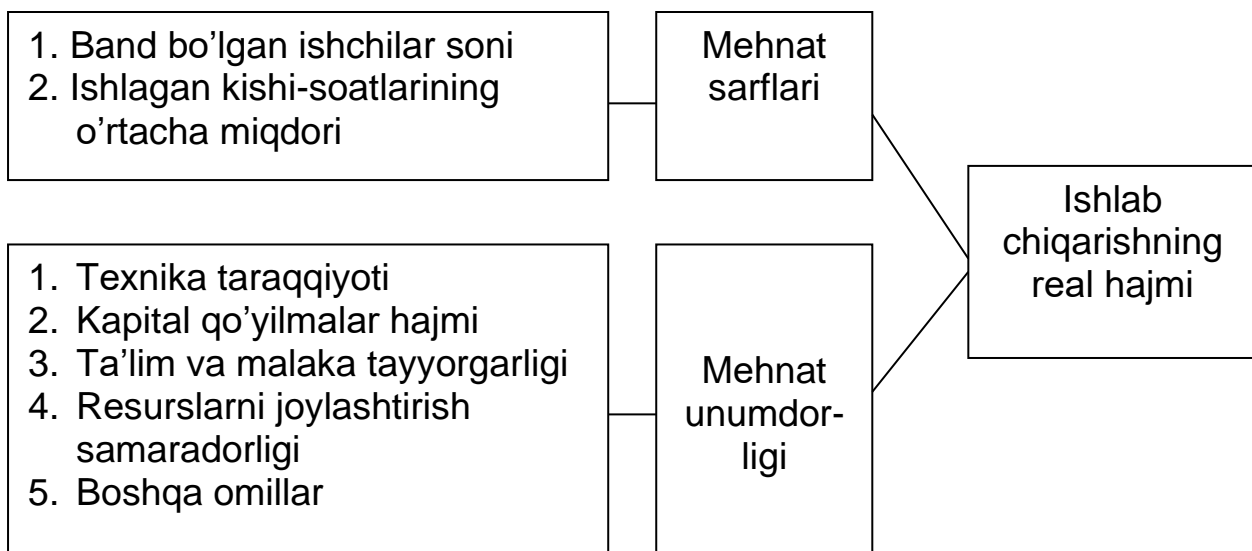 1. Band bo’lgan ishchilar soni
2. Ishlagan kishi-soatlarining
o’rtacha miqdori
Mehnat
sarflari
1. Texnika taraqqiyoti
2. Kapital qo’yilmalar hajmi
3. Ta’lim va malaka tayyorgarligi
4. Resurslarni joylashtirish
samaradorligi
5. Boshqa omillar
Mehnat
unumdor-
ligi
Ishlab
chiqarishning
real hajmi